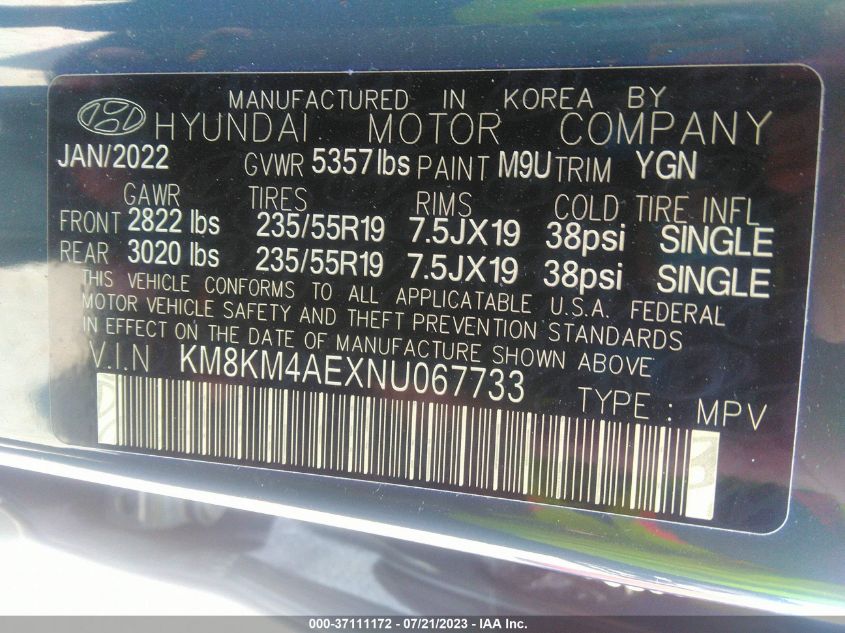 MANUFACTURED IN KOREA BY
HYUNDAI MOTOR COMPANY
JAN/2022 GVWR 5357lbs PAINT M9U TRIM YGN
GAWR TIRES RIMS COLD TIRE INFL
FRONT 2822 lbs 235/55R19 7.5JX19 38psi SINGLE
REAR 3020 lbs 235/55R19 7.5JX19 38psi SINGLE
THIS VEHICLE CONFORMS TO ALL APPLICATABLE U.S.A. FEDERAL
MOTOR VEHICLE SAFETY AND THEFT PREVENTION STANDARDS
IN EFFECT ON THE DATE OF MANUFACTURE SHOWN ABOVE
V.I.N KM8KM4AEXNU067733
TYPE : MPV
000-37111172 / 07/21/2023 / IAA Inc.